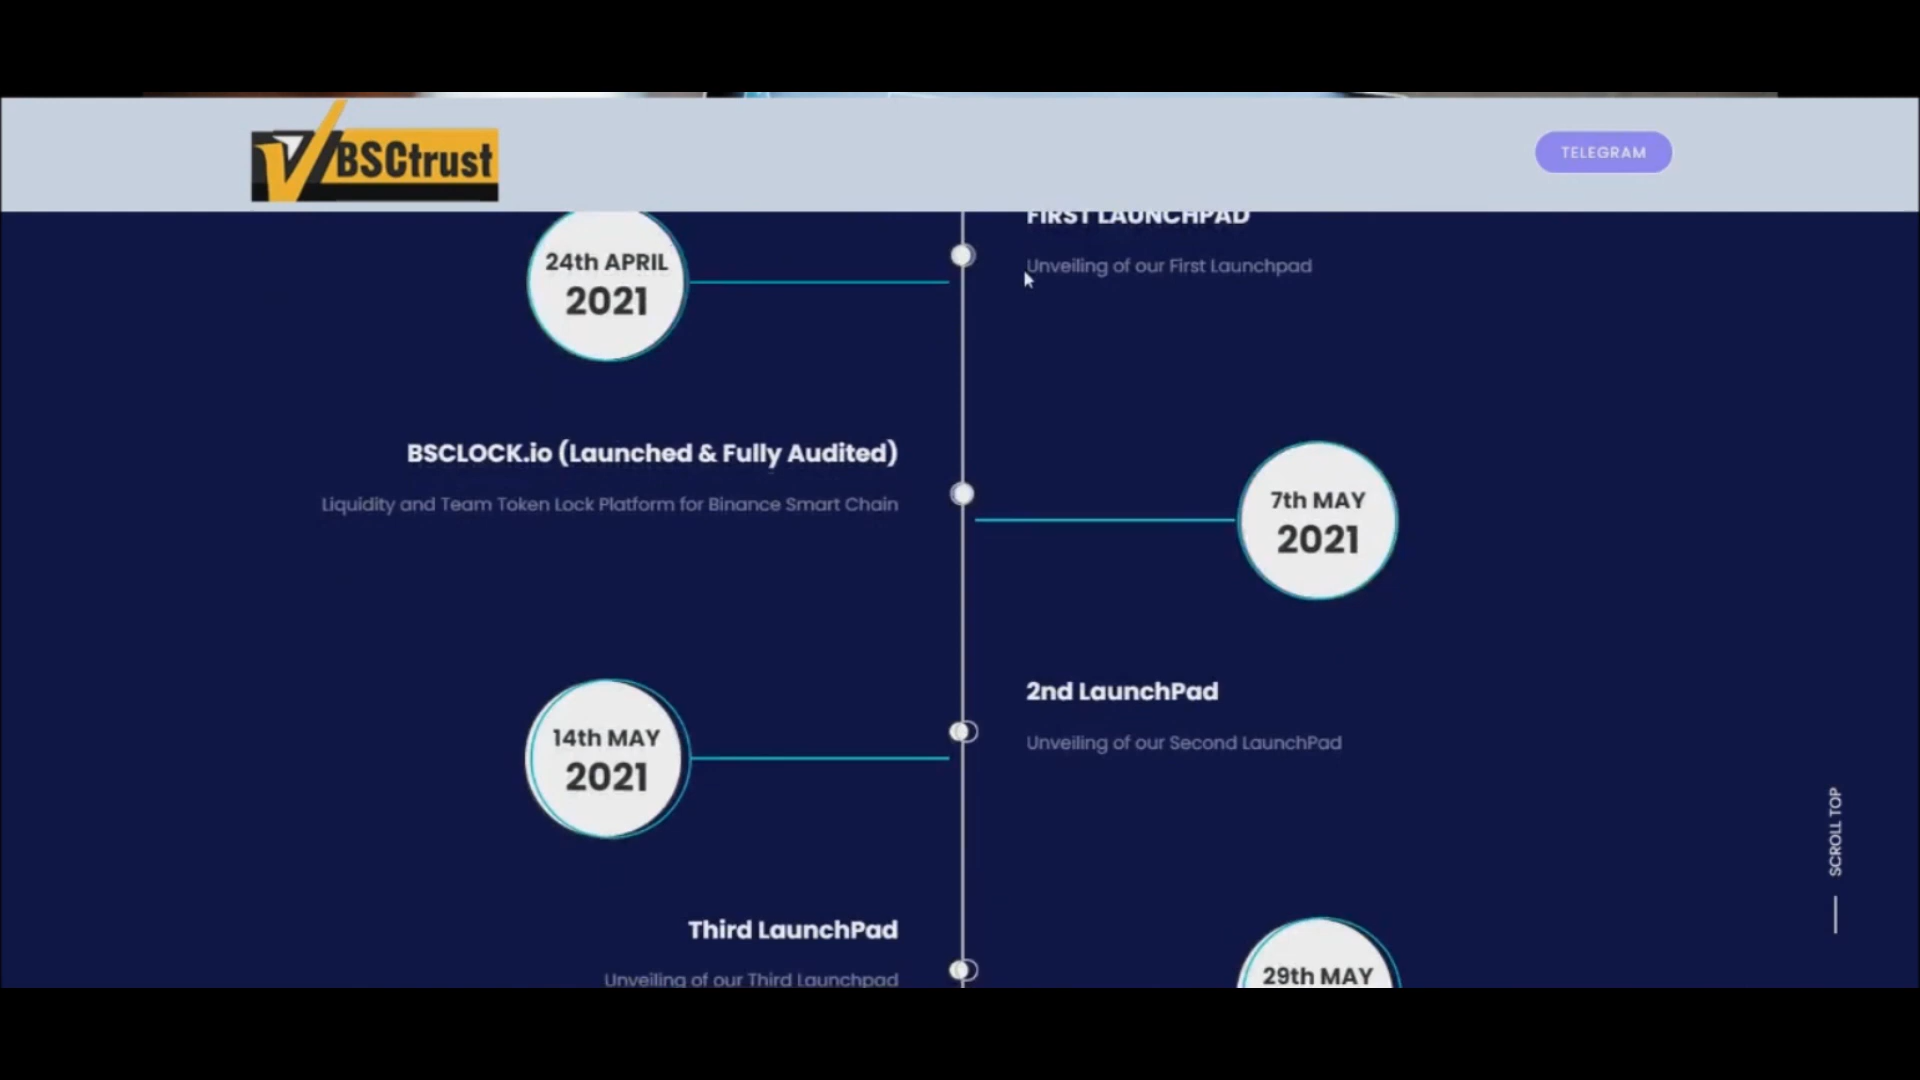 BSCtrust
TELEGRAM
FIRST LAUNCHPAD
24th APRIL
2021
Unveiling of our First Launchpad
BSCLOCK.io (Launched & Fully Audited)
Liquidity and Team Token Lock Platform for Binance Smart Chain
7th MAY
2021
2nd LaunchPad
14th MAY
2021
Unveiling of our Second LaunchPad
SCROLL TOP
Third LaunchPad
Unveiling of our Third Launchpad
29th MAY